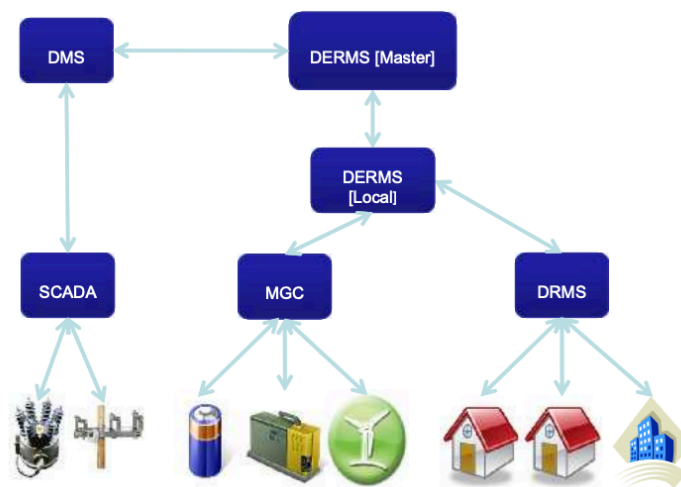 DMS
DERMS [Master]
DERMS
[Local]
SCADA
MGC
DRMS